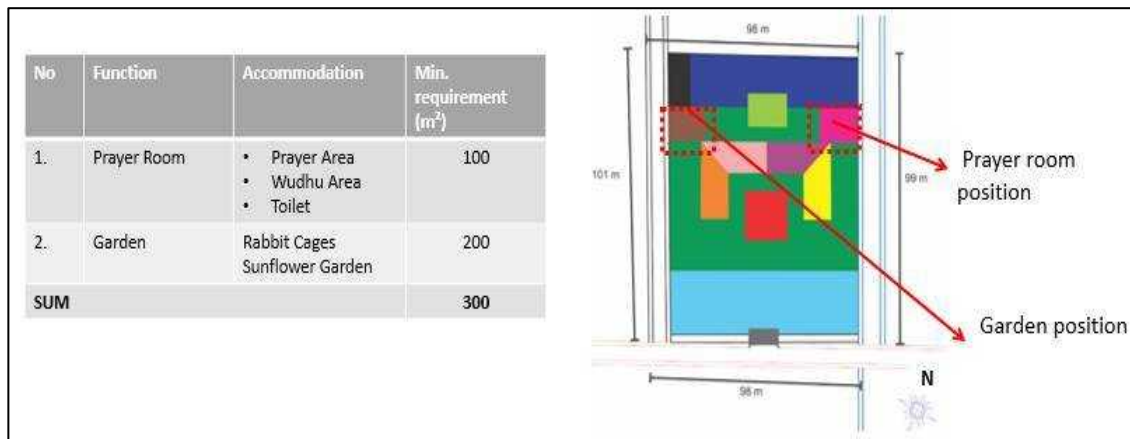 No Function Accommodation Min.
requirement
(m²)
1. Prayer Room • Prayer Area 100
• Wudhu Area
• Toilet
2. Garden Rabbit Cages 200
Sunflower Garden
SUM 300
98 m
101 m
99 m
Prayer room
position
Garden position
N
98 m